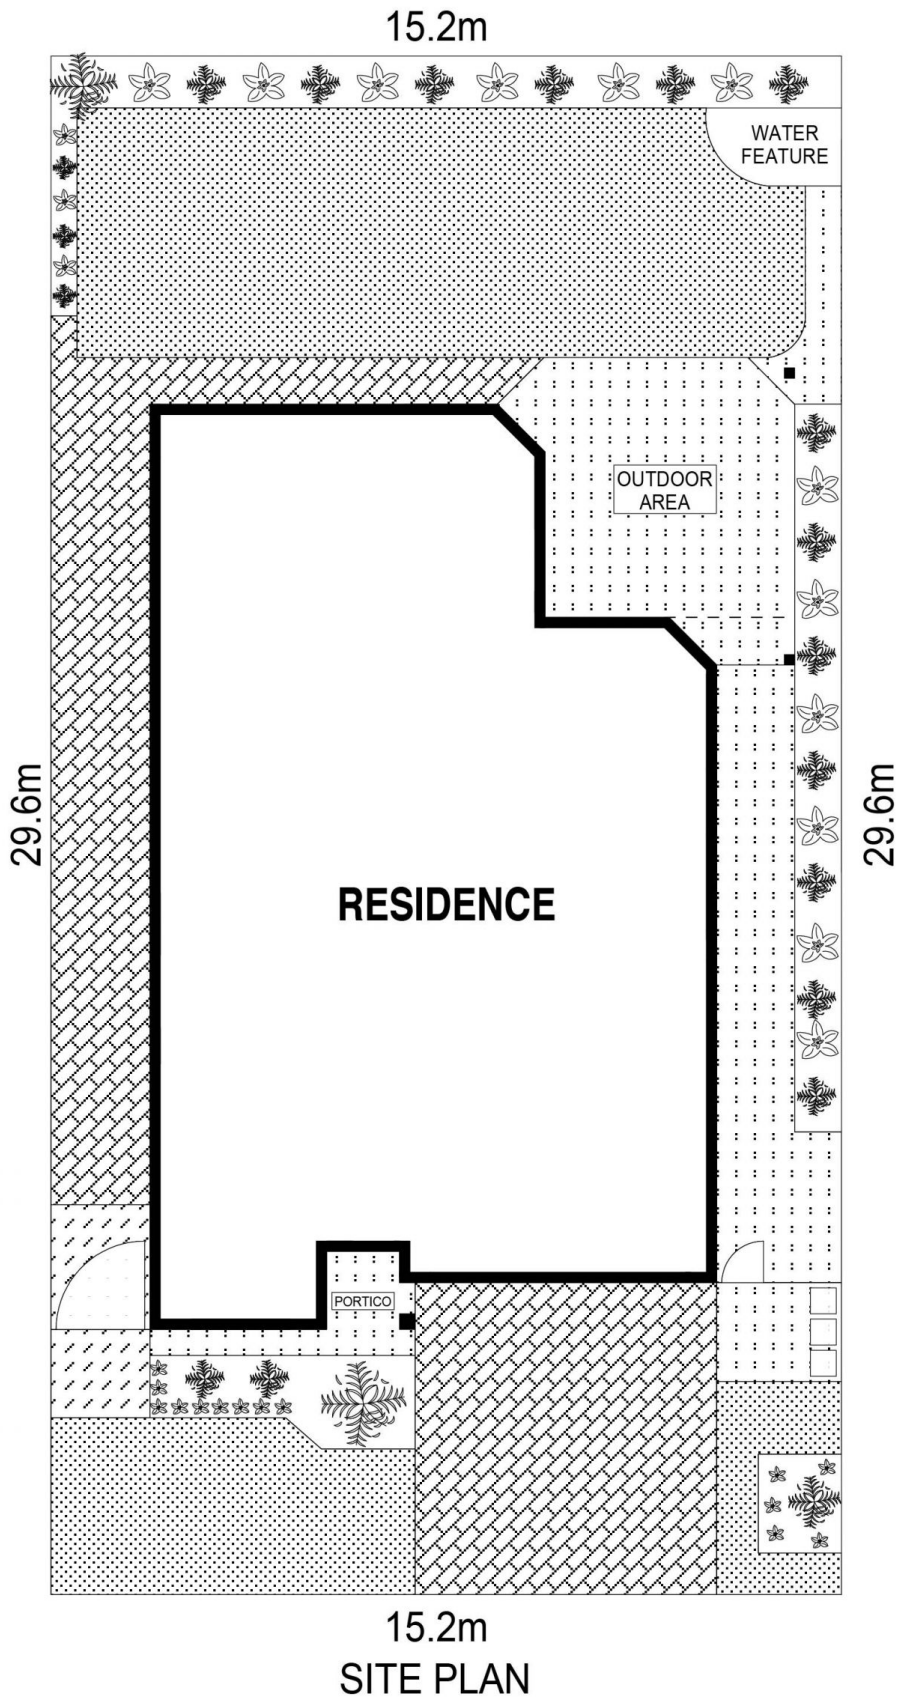 15.2m
WATER
FEATURE
OUTDOOR
AREA
29.6m
29.6m
RESIDENCE
PORTICO
15.2m
SITE PLAN